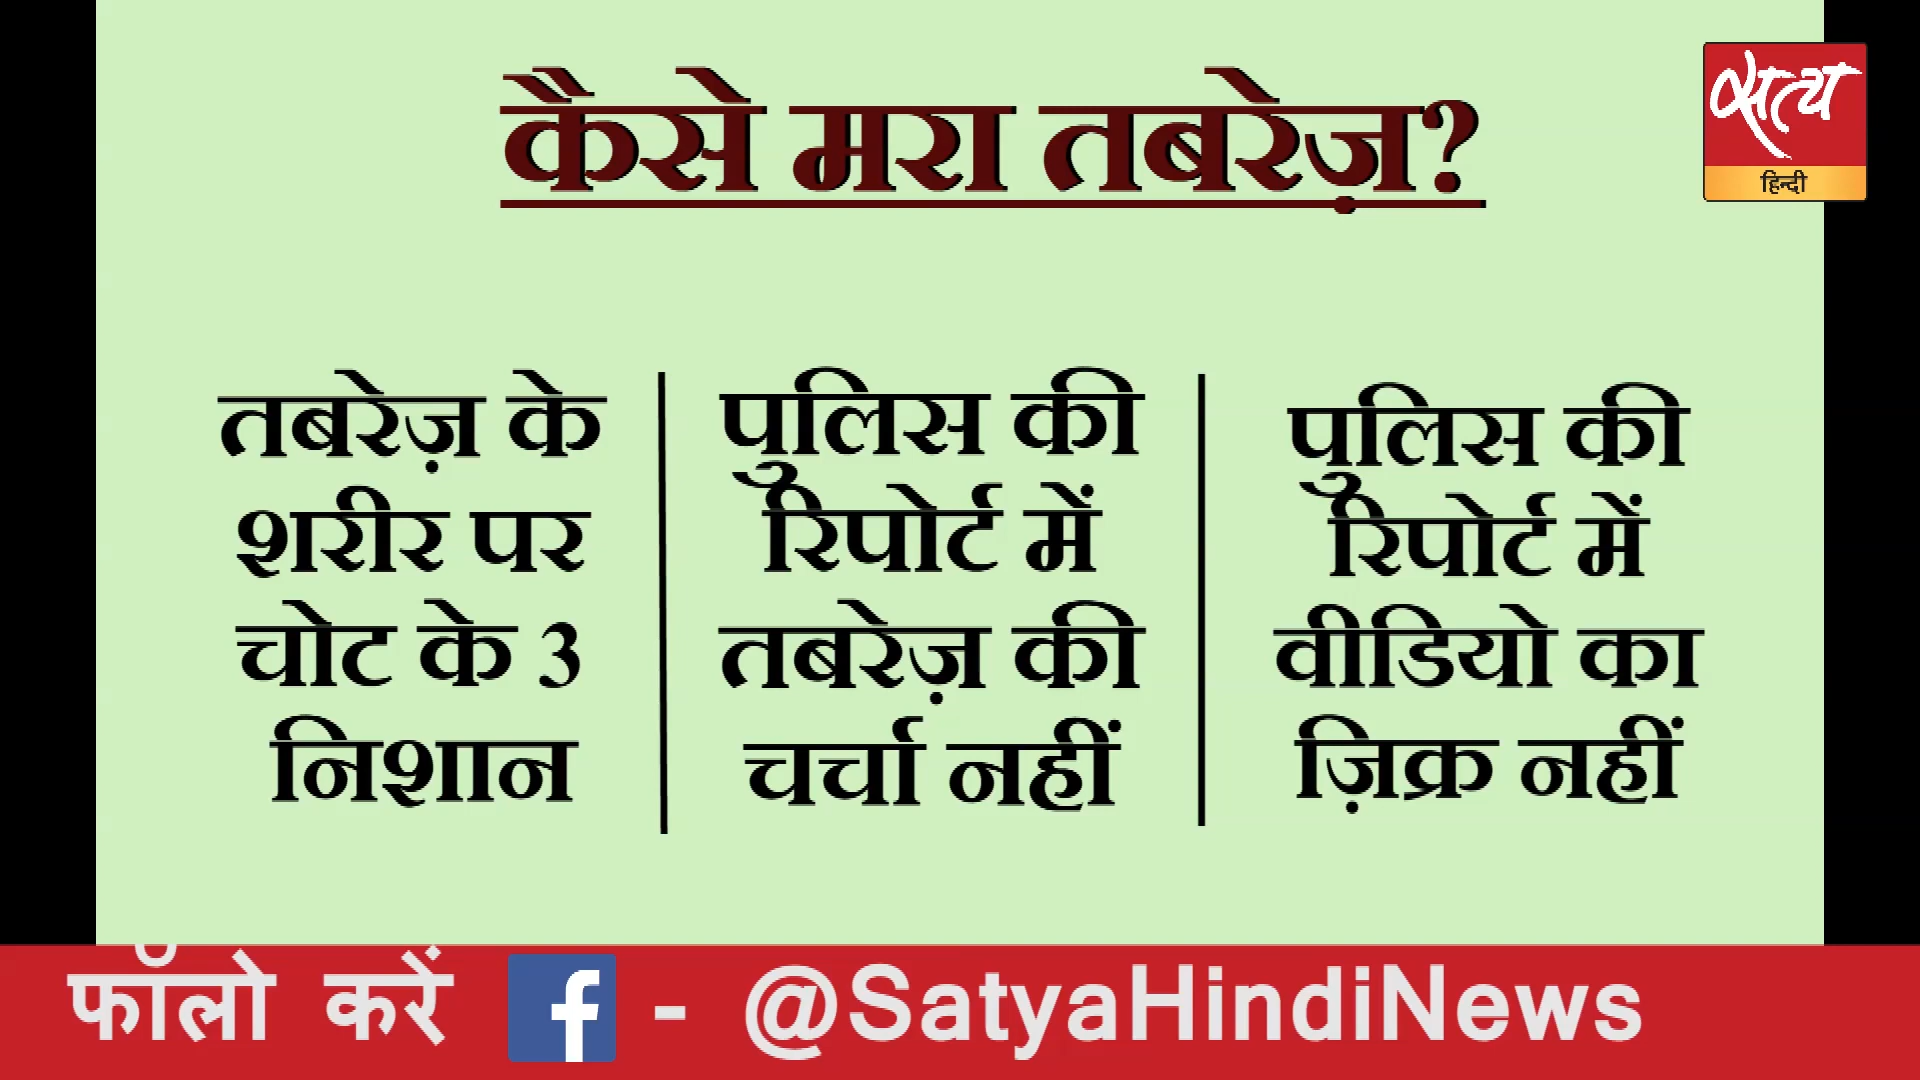 कैसे मरा तबरेज़?
सत्य
हिन्दी
तबरेज़ के
शरीर पर
चोट के 3
निशान
पुलिस की
रिपोर्ट में
तबरेज़ की
चर्चा नहीं
पुलिस की
रिपोर्ट में
वीडियो का
ज़िक्र नहीं
फॉलो करें f - @SatyaHindiNews